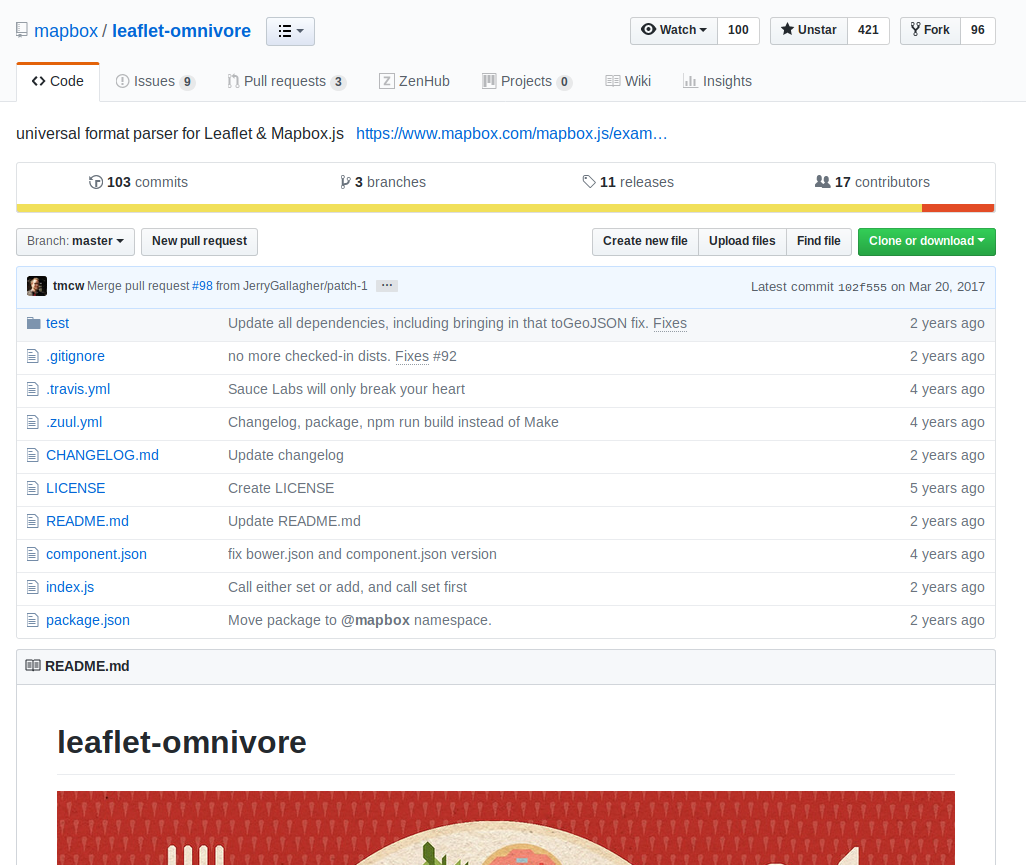 mapbox / leaflet-omnivore Watch 100 Unstar 421 Fork 96
Code Issues 9 Pull requests 3 ZenHub Projects 0 Wiki Insights
universal format parser for Leaflet & Mapbox.js https://www.mapbox.com/mapbox.js/exam…
103 commits 3 branches 11 releases 17 contributors
Branch: master New pull request Create new file Upload files Find file Clone or download
tmcw Merge pull request #98 from JerryGallagher/patch-1 … Latest commit 102f555 on Mar 20, 2017
test Update all dependencies, including bringing in that toGeoJSON fix. Fixes 2 years ago
.gitignore no more checked-in dists. Fixes #92 2 years ago
.travis.yml Sauce Labs will only break your heart 4 years ago
.zuul.yml Changelog, package, npm run build instead of Make 4 years ago
CHANGELOG.md Update changelog 2 years ago
LICENSE Create LICENSE 5 years ago
README.md Update README.md 2 years ago
component.json fix bower.json and component.json version 4 years ago
index.js Call either set or add, and call set first 2 years ago
package.json Move package to @mapbox namespace. 2 years ago
README.md
leaflet-omnivore